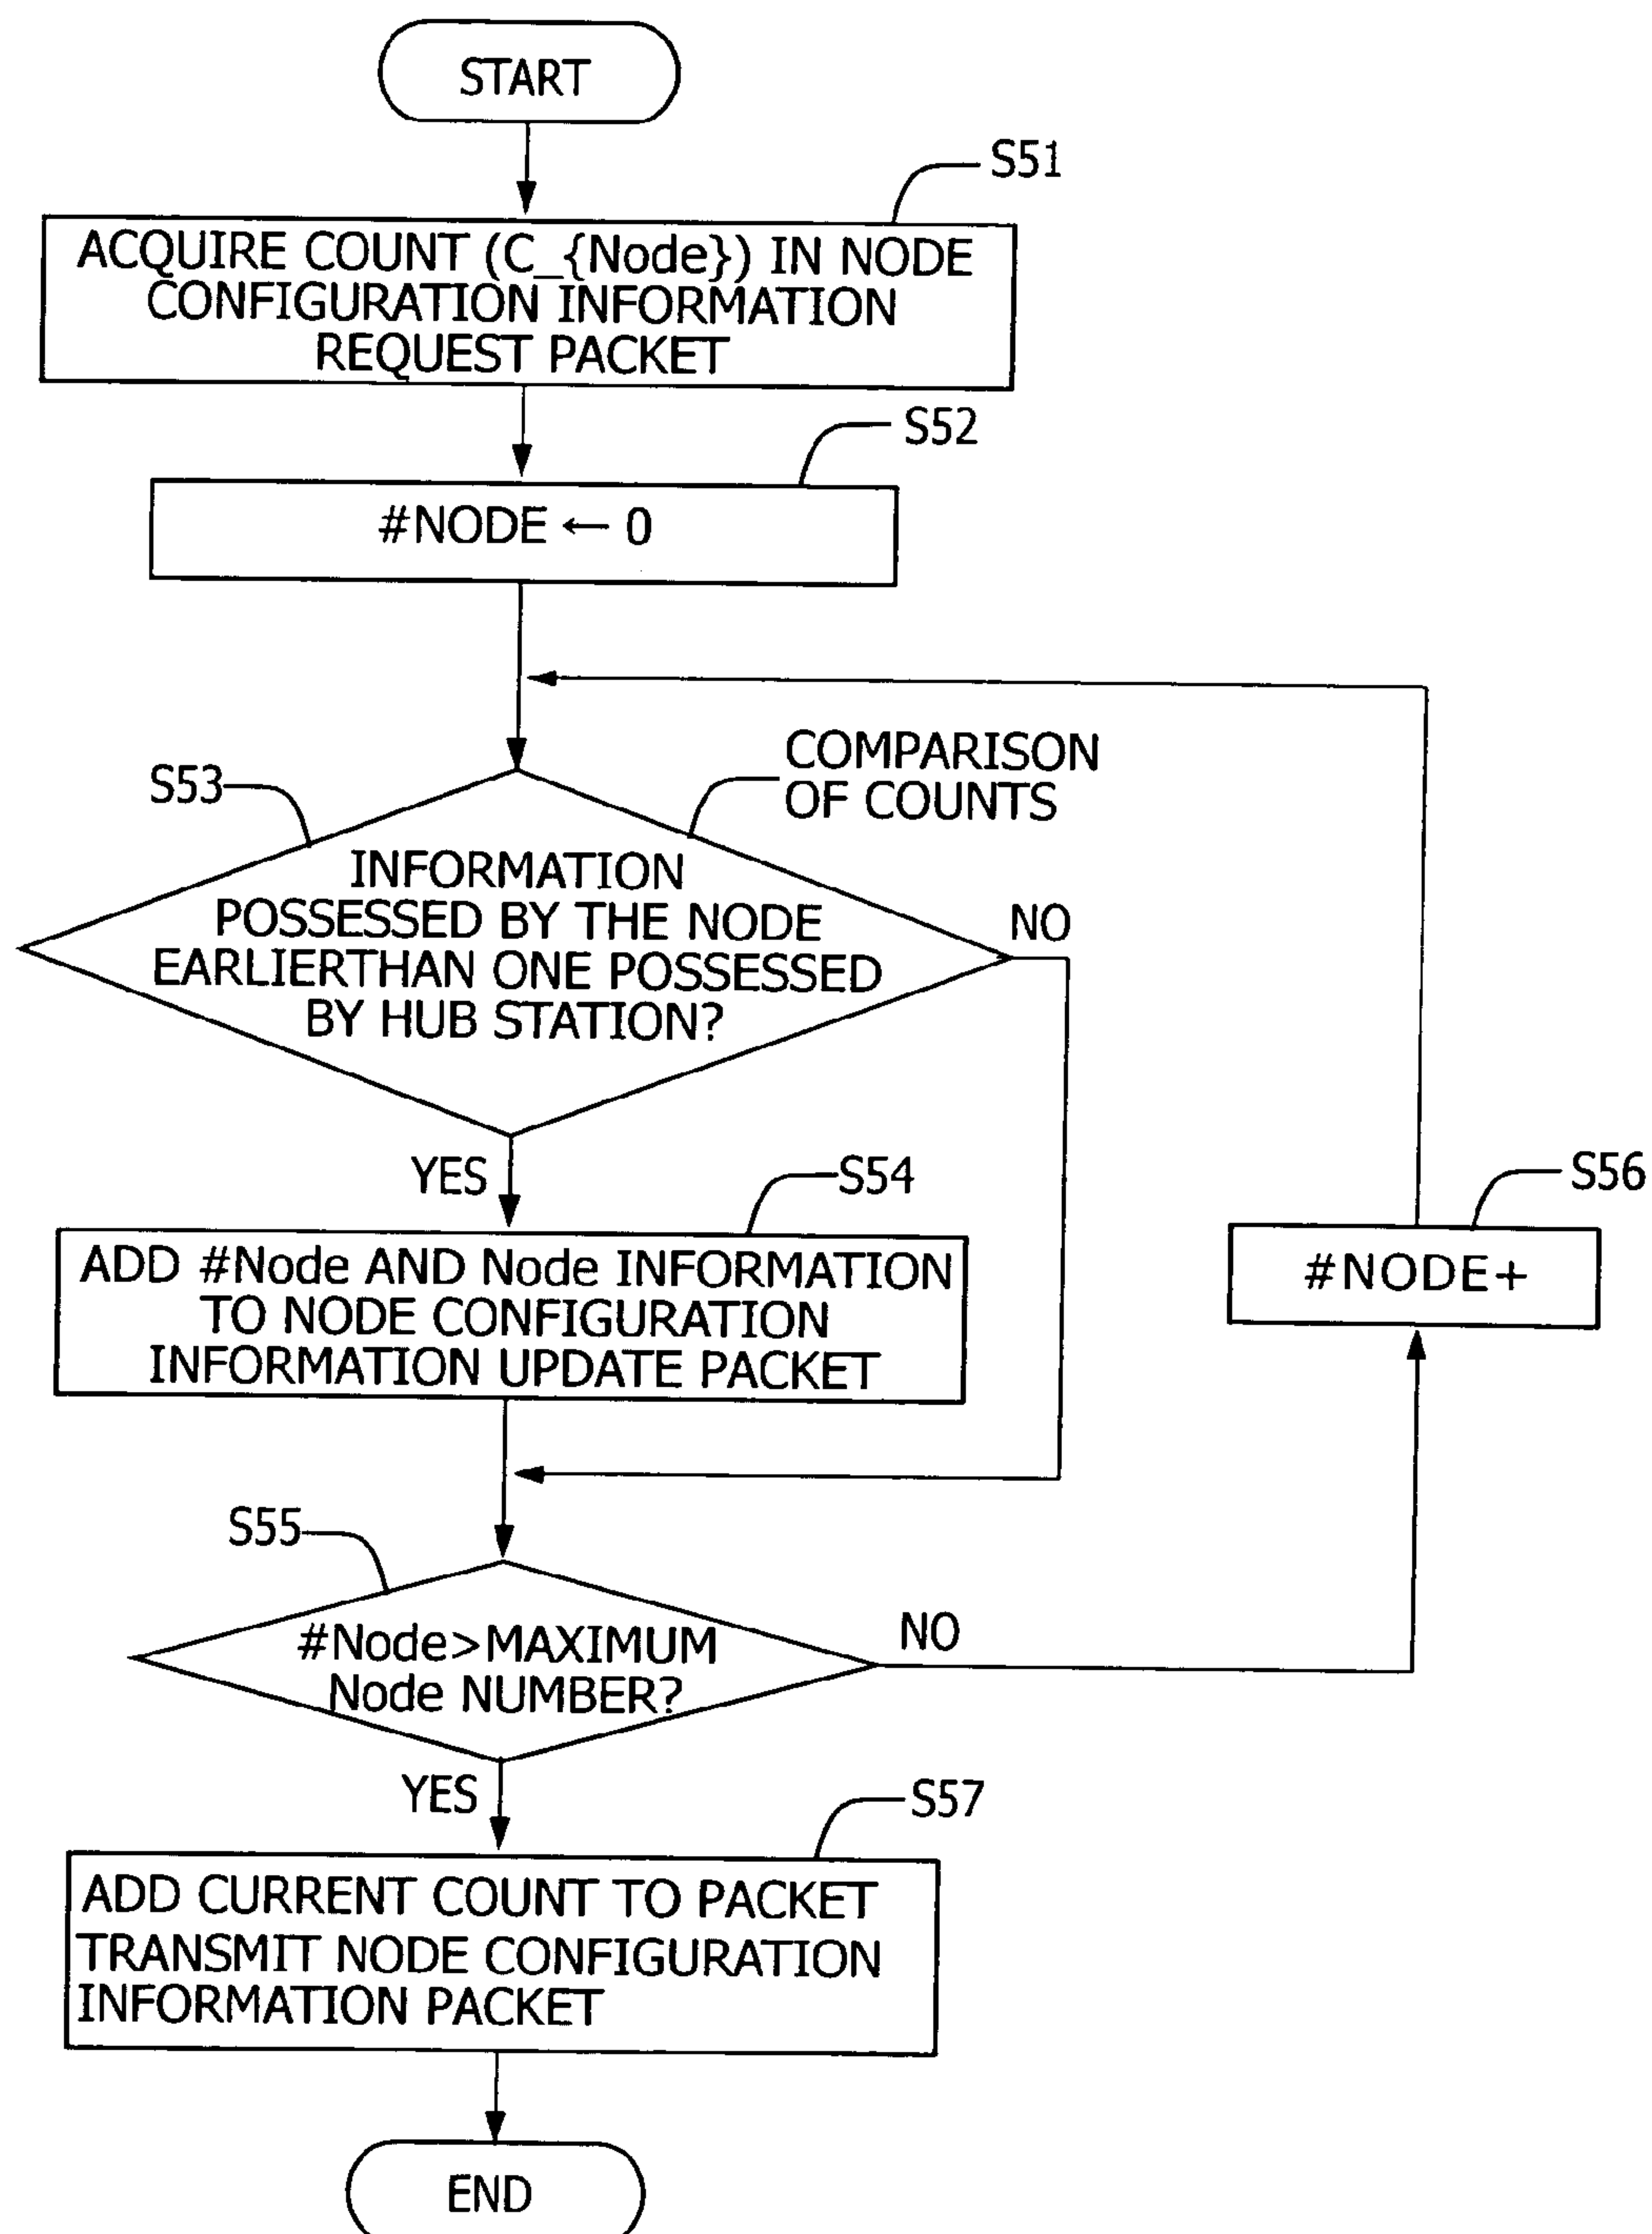 START
S51
ACQUIRE COUNT (C_{Node}) IN NODE
CONFIGURATION INFORMATION
REQUEST PACKET
S52
#NODE ← 0
S53
COMPARISON
OF COUNTS
INFORMATION
POSSESSED BY THE NODE
EARLIERTHAN ONE POSSESSED
BY HUB STATION?
NO
YES
S54
ADD #Node AND Node INFORMATION
TO NODE CONFIGURATION
INFORMATION UPDATE PACKET
S56
#NODE+
S55
#Node>MAXIMUM
Node NUMBER?
NO
YES
S57
ADD CURRENT COUNT TO PACKET
TRANSMIT NODE CONFIGURATION
INFORMATION PACKET
END